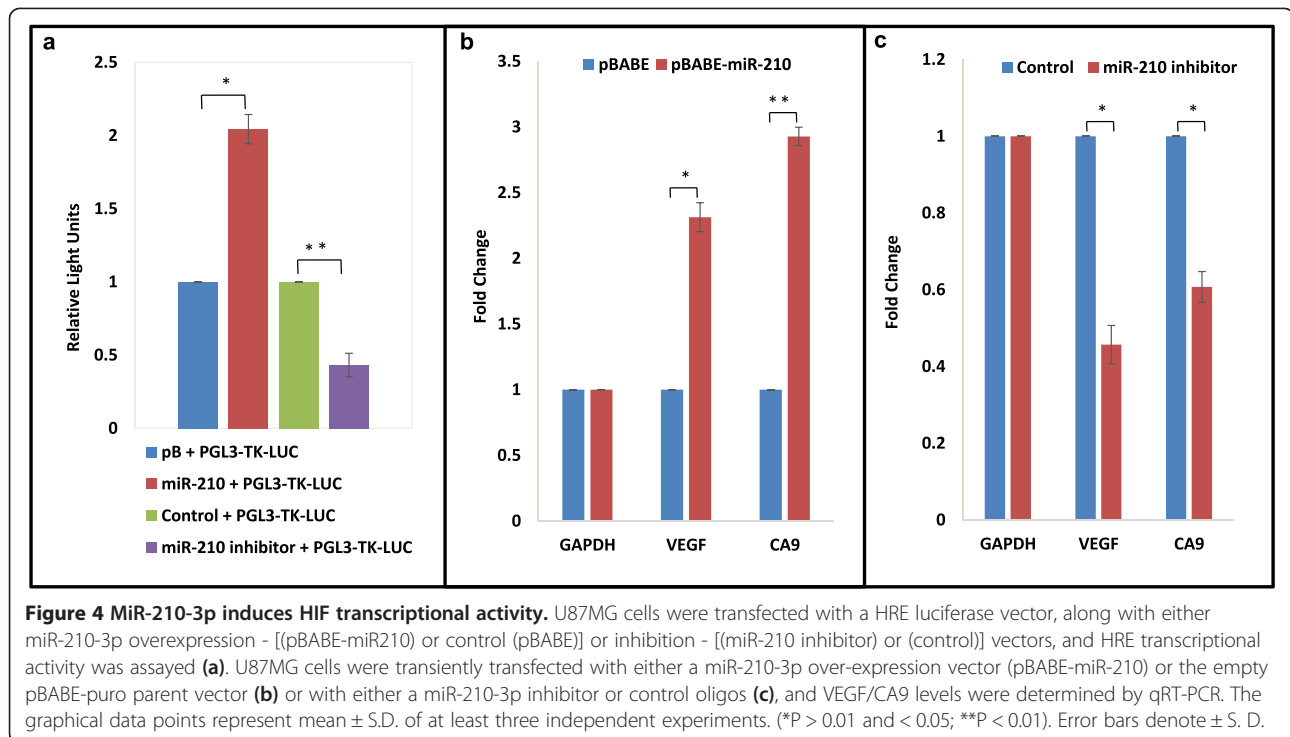 a
2.5
2
1.5
1
0.5
0
Relative Light Units
*
* *
pB + PGL3-TK-LUC
miR-210 + PGL3-TK-LUC
Control + PGL3-TK-LUC
miR-210 inhibitor + PGL3-TK-LUC
b
3.5
3
2.5
2
1.5
1
0.5
0
Fold Change
pBABE pBABE-miR-210
*
* *
GAPDH VEGF CA9
c
1.2
1
0.8
0.6
0.4
0.2
0
Fold Change
Control miR-210 inhibitor
* *
GAPDH VEGF CA9
Figure 4 MiR-210-3p induces HIF transcriptional activity. U87MG cells were transfected with a HRE luciferase vector, along with either
miR-210-3p overexpression - [(pBABE-miR210) or control (pBABE)] or inhibition - [(miR-210 inhibitor) or (control)] vectors, and HRE transcriptional
activity was assayed (a). U87MG cells were transiently transfected with either a miR-210-3p over-expression vector (pBABE-miR-210) or the empty
pBABE-puro parent vector (b) or with either a miR-210-3p inhibitor or control oligos (c), and VEGF/CA9 levels were determined by qRT-PCR. The
graphical data points represent mean ± S.D. of at least three independent experiments. (*P > 0.01 and < 0.05; **P < 0.01). Error bars denote ± S. D.